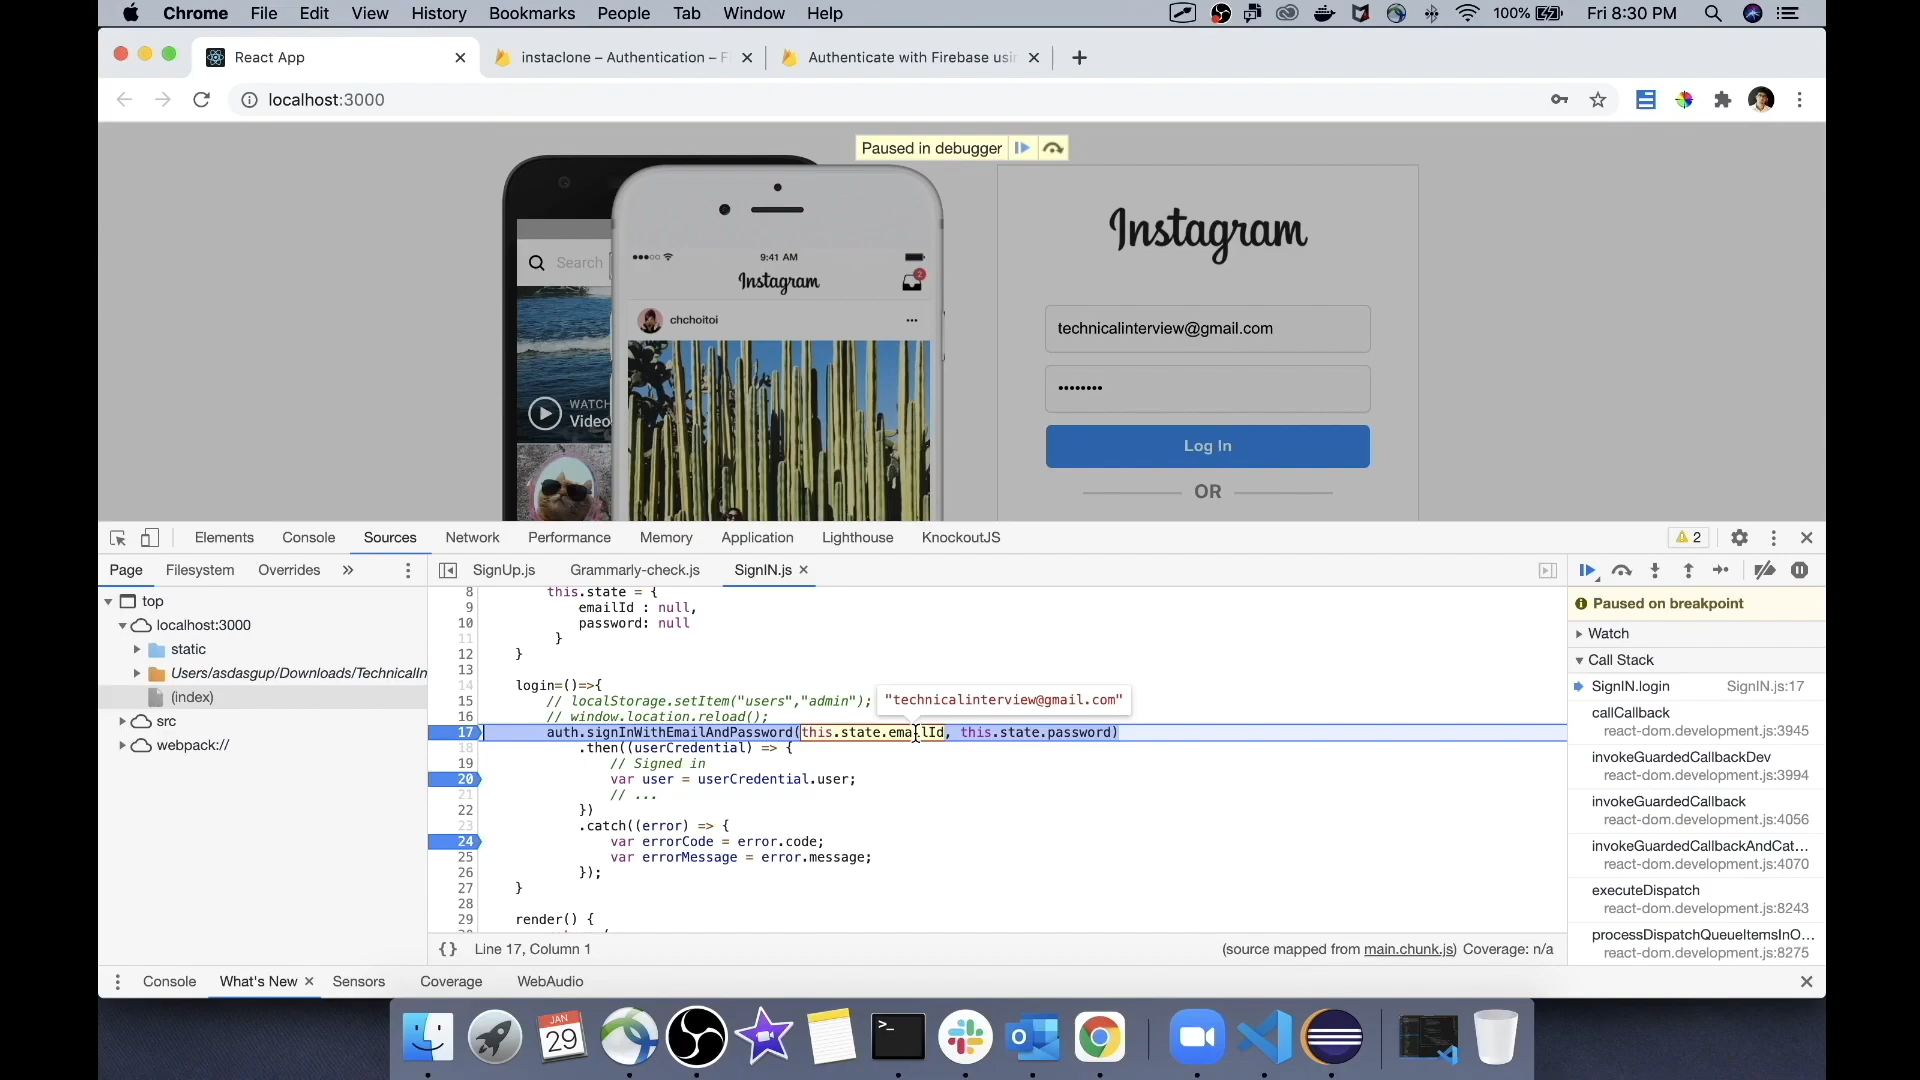 Chrome File Edit View History Bookmarks People Tab Window Help 100% Fri 8:30 PM
React App instaclone – Authentication – F Authenticate with Firebase usin
localhost:3000
Paused in debugger
Instagram
Search
9:41 AM
Instagram
2
chchoitoi
WATCH
Video
technicalinterview@gmail.com
••••••••
Log In
OR
Elements Console Sources Network Performance Memory Application Lighthouse KnockoutJS 2
Page Filesystem Overrides » SignUp.js Grammarly-check.js SignIN.js
top
localhost:3000
static
Users/asdasgup/Downloads/TechnicalIn
(index)
src
webpack://
8 this.state = {
9 emailId : null,
10 password: null
11 }
12 }
13
14 login=()=>{
15 // localStorage.setItem("users","admin");
"technicalinterview@gmail.com"
16 // window.location.reload();
17 auth.signInWithEmailAndPassword(this.state.emailId, this.state.password)
18 .then((userCredential) => {
19 // Signed in
20 var user = userCredential.user;
21 // ...
22 })
23 .catch((error) => {
24 var errorCode = error.code;
25 var errorMessage = error.message;
26 });
27 }
28
29 render() {
{} Line 17, Column 1 (source mapped from main.chunk.js) Coverage: n/a
Paused on breakpoint
Watch
Call Stack
SignIN.login SignIN.js:17
callCallback
react-dom.development.js:3945
invokeGuardedCallbackDev
react-dom.development.js:3994
invokeGuardedCallback
react-dom.development.js:4056
invokeGuardedCallbackAndCat…
react-dom.development.js:4070
executeDispatch
react-dom.development.js:8243
processDispatchQueueItemsInO…
react-dom.development.js:8275
Console What's New Sensors Coverage WebAudio
JAN
29